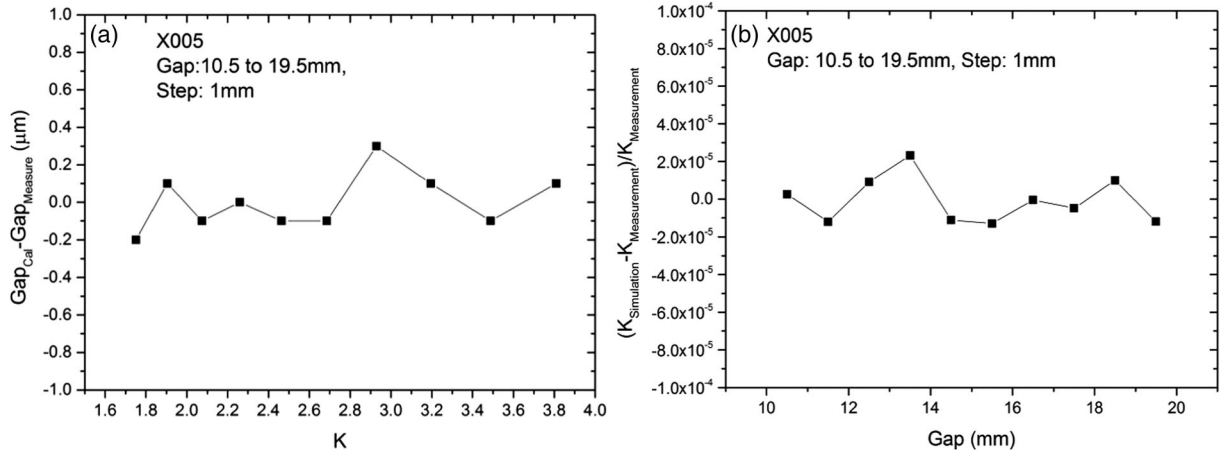 (a)
X005
Gap:10.5 to 19.5mm,
Step: 1mm
Gap_Cal-Gap_Measure (μm)
1.0
0.8
0.6
0.4
0.2
0.0
-0.2
-0.4
-0.6
-0.8
-1.0
1.6 1.8 2.0 2.2 2.4 2.6 2.8 3.0 3.2 3.4 3.6 3.8 4.0
K
(b)
X005
Gap: 10.5 to 19.5mm, Step: 1mm
(K_Simulation-K_Measurement)/K_Measurement
1.0x10⁻⁴
8.0x10⁻⁵
6.0x10⁻⁵
4.0x10⁻⁵
2.0x10⁻⁵
0.0
-2.0x10⁻⁵
-4.0x10⁻⁵
-6.0x10⁻⁵
-8.0x10⁻⁵
-1.0x10⁻⁴
10 12 14 16 18 20
Gap (mm)